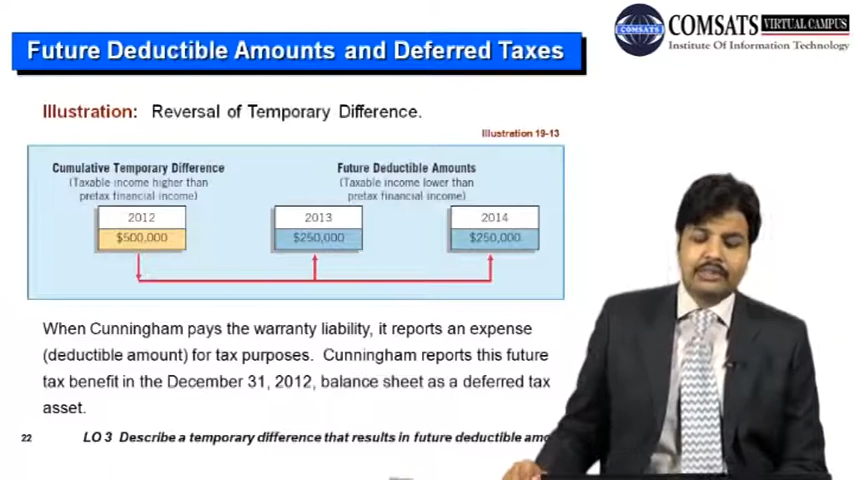 COMSATS VIRTUAL CAMPUS
COMSATS
Institute Of Information Technology
Future Deductible Amounts and Deferred Taxes
Illustration: Reversal of Temporary Difference.
Illustration 19-13
Cumulative Temporary Difference
(Taxable income higher than
pretax financial income)
Future Deductible Amounts
(Taxable income lower than
pretax financial income)
2012
$500,000
2013
$250,000
2014
$250,000
When Cunningham pays the warranty liability, it reports an expense
(deductible amount) for tax purposes. Cunningham reports this future
tax benefit in the December 31, 2012, balance sheet as a deferred tax
asset.
22
LO 3 Describe a temporary difference that results in future deductible amo